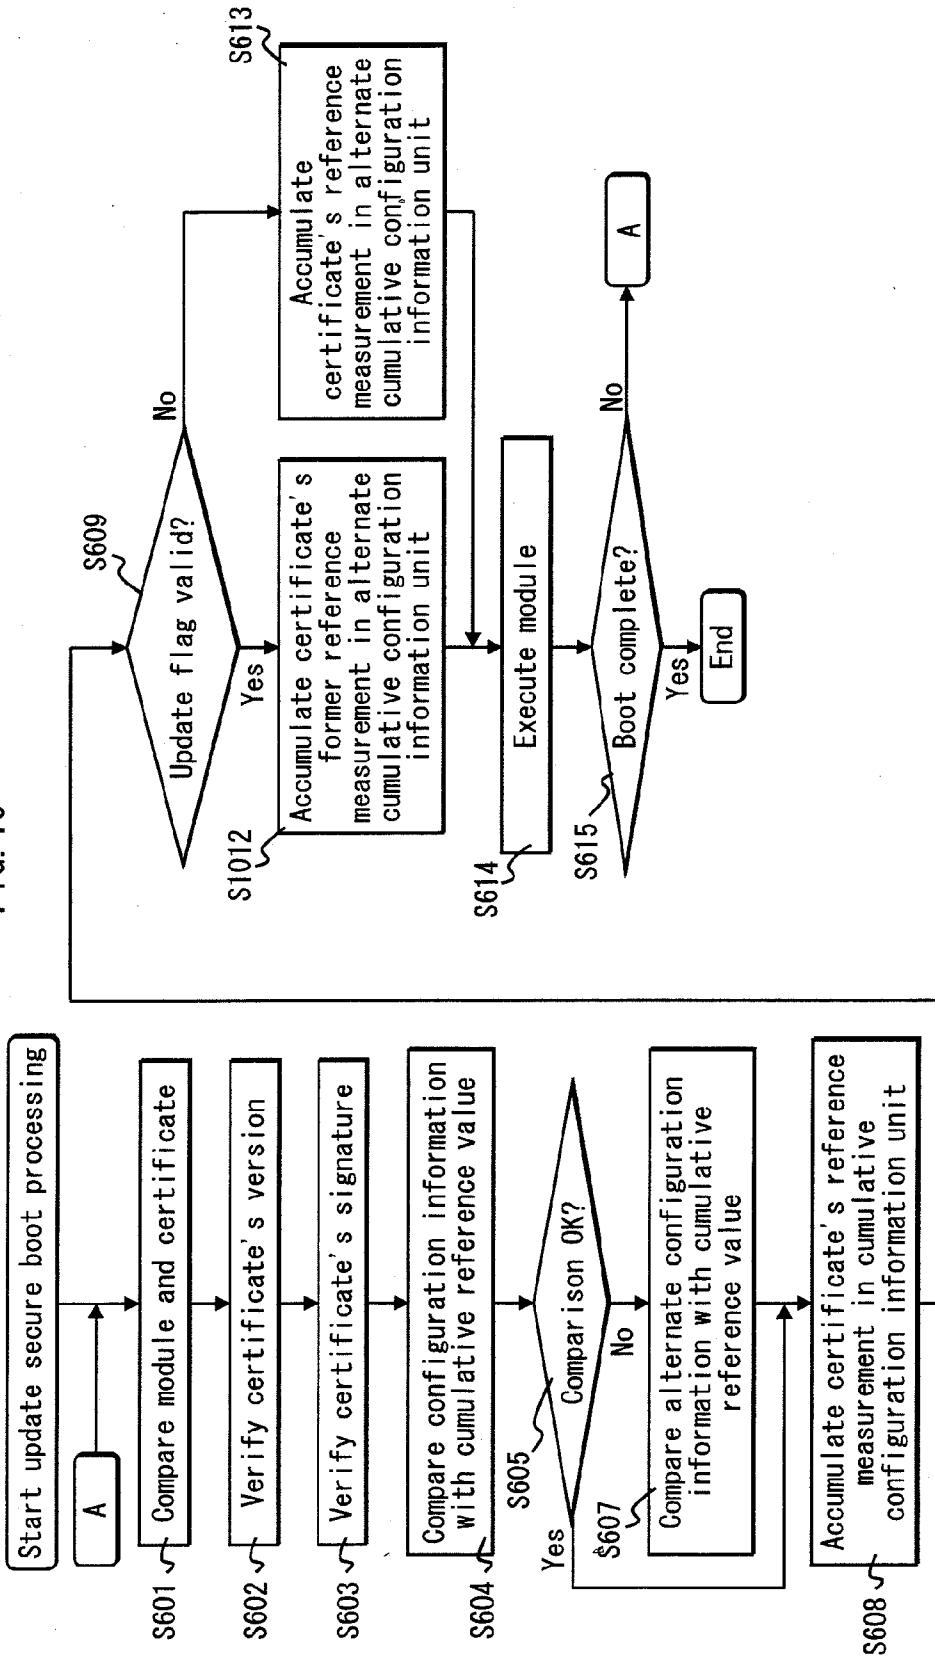 Start update secure boot processing
A
S601
Compare module and certificate
S602
Verify certificate's version
S603
Verify certificate's signature
S604
Compare configuration information
with cumulative reference value
S605
Comparison OK?
Yes
No
S607
Compare alternate configuration
information with cumulative
reference value
S608
Accumulate certificate's reference
measurement in cumulative
configuration information unit
S609
Update flag valid?
Yes
No
S1012
Accumulate certificate's
former reference
measurement in alternate
cumulative configuration
information unit
S613
Accumulate
certificate's reference
measurement in alternate
cumulative configuration
information unit
S614
Execute module
S615
Boot complete?
No
A
Yes
End